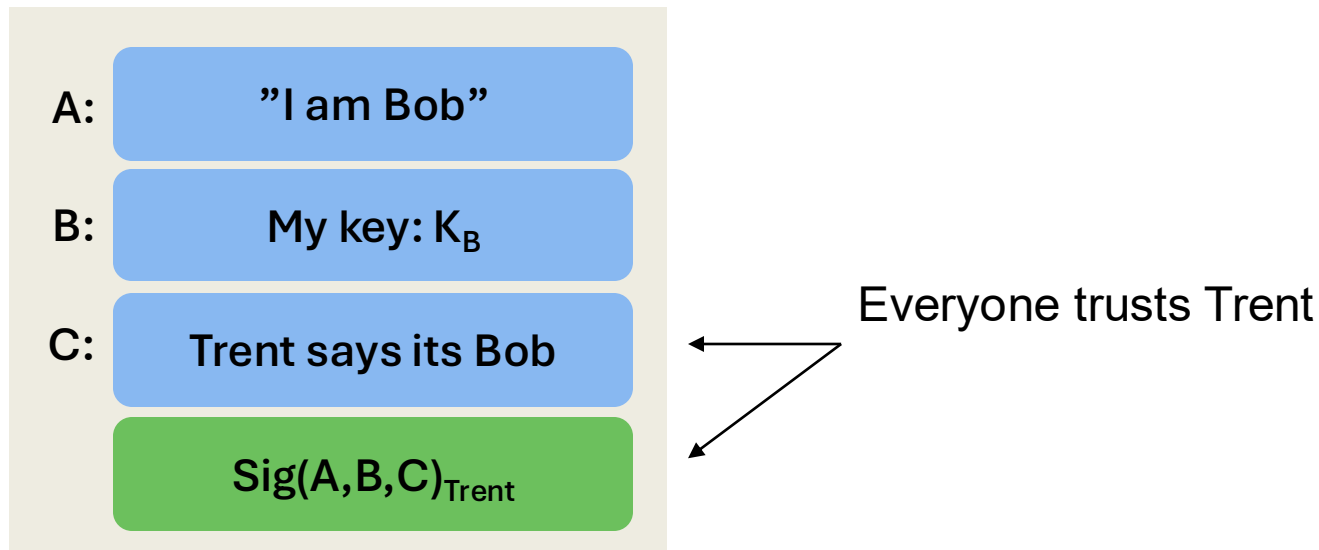 A: ”I am Bob”
B: My key: K_B
C: Trent says its Bob
Everyone trusts Trent
Sig(A,B,C)_Trent